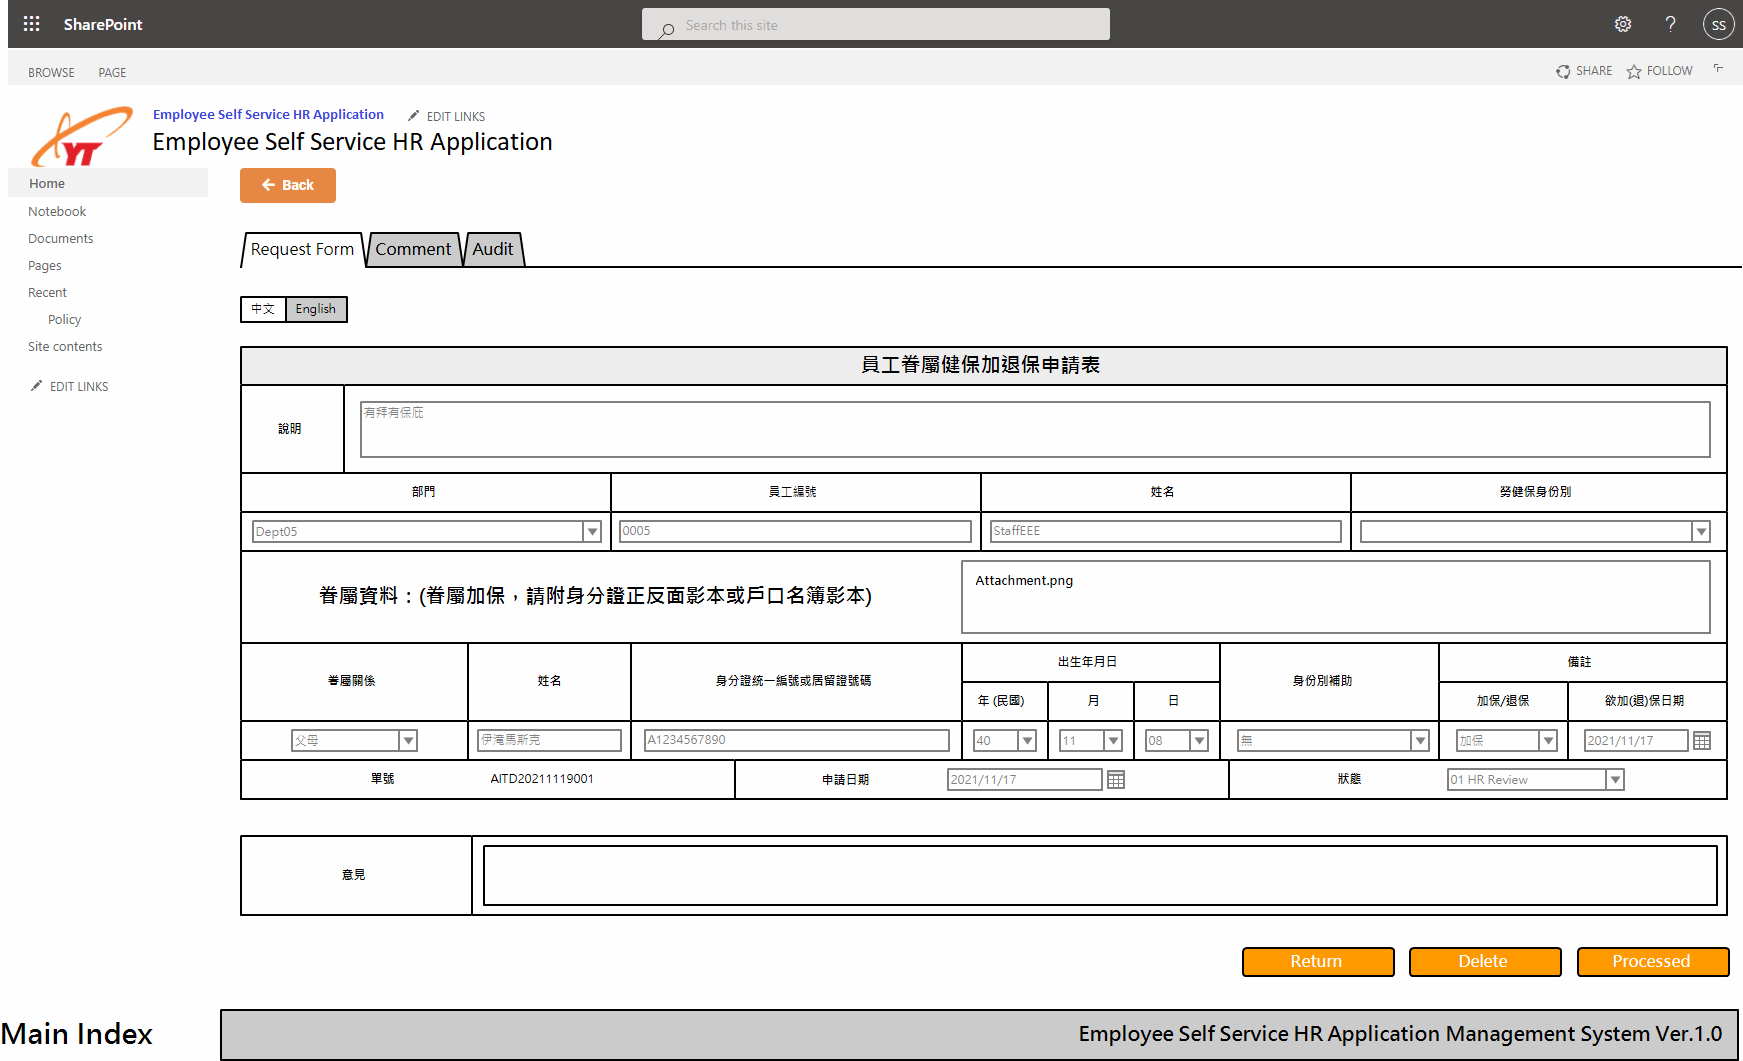 SharePoint
Search this site
SS
BROWSE PAGE
SHARE FOLLOW
YT
Employee Self Service HR Application EDIT LINKS
Employee Self Service HR Application
Home
Back
Notebook
Documents
Pages
Recent
Policy
Site contents
EDIT LINKS
Request Form Comment Audit
中文 English
員工眷屬健保加退保申請表
說明
有拜有保庇
部門 員工編號 姓名 勞健保身份別
Dept05 0005 StaffEEE
眷屬資料：(眷屬加保，請附身分證正反面影本或戶口名簿影本)
Attachment.png
眷屬關係 姓名 身分證統一編號或居留證號碼 出生年月日 身份別補助 備註
年 (民國) 月 日 加保/退保 欲加(退)保日期
父母 伊淹馬斯克 A1234567890 40 11 08 無 加保 2021/11/17
單號 AITD20211119001 申請日期 2021/11/17 狀態 01 HR Review
意見
Return Delete Processed
Main Index
Employee Self Service HR Application Management System Ver.1.0